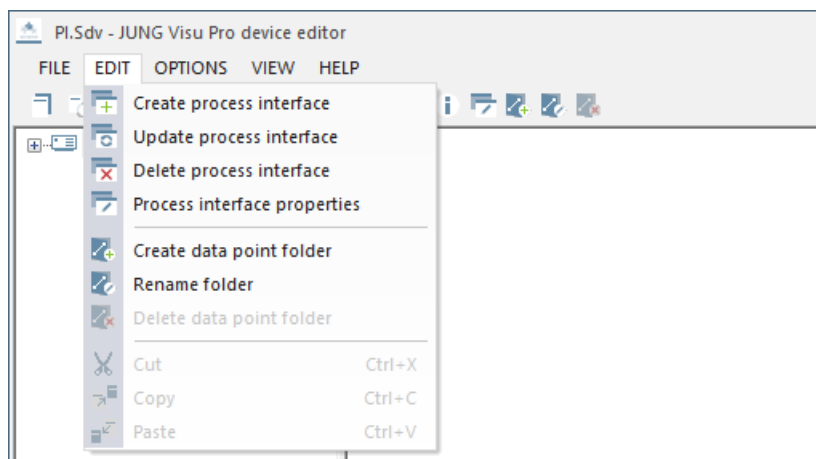 PI.Sdv - JUNG Visu Pro device editor
FILE EDIT OPTIONS VIEW HELP
Create process interface
Update process interface
Delete process interface
Process interface properties
Create data point folder
Rename folder
Delete data point folder
Cut Ctrl+X
Copy Ctrl+C
Paste Ctrl+V